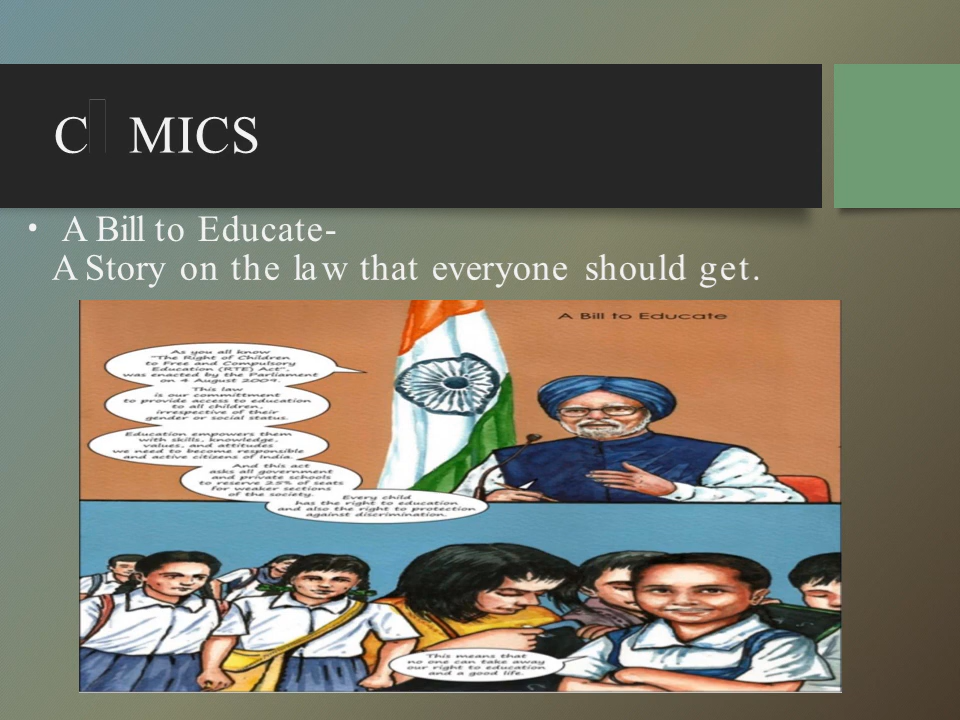 C MICS
• A Bill to Educate-
A Story on the law that everyone should get.
A Bill to Educate
As you all know
"The Right of Children
to Free and Compulsory
Education (RTE) Act",
was enacted by the Parliament
on 4 August 2009.
This law
is our committment
to provide access to education
to all children,
irrespective of their
gender or social status.
Education empowers them
with skills, knowledge,
values, and attitudes
we need to become responsible
and active citizens of India.
And this act
asks all government
and private schools
to reserve 25% of seats
for weaker sections
of the society.
Every child
has the right to education
and also the right to protection
against discrimination.
This means that
no one can take away
our right to education
and a good life.